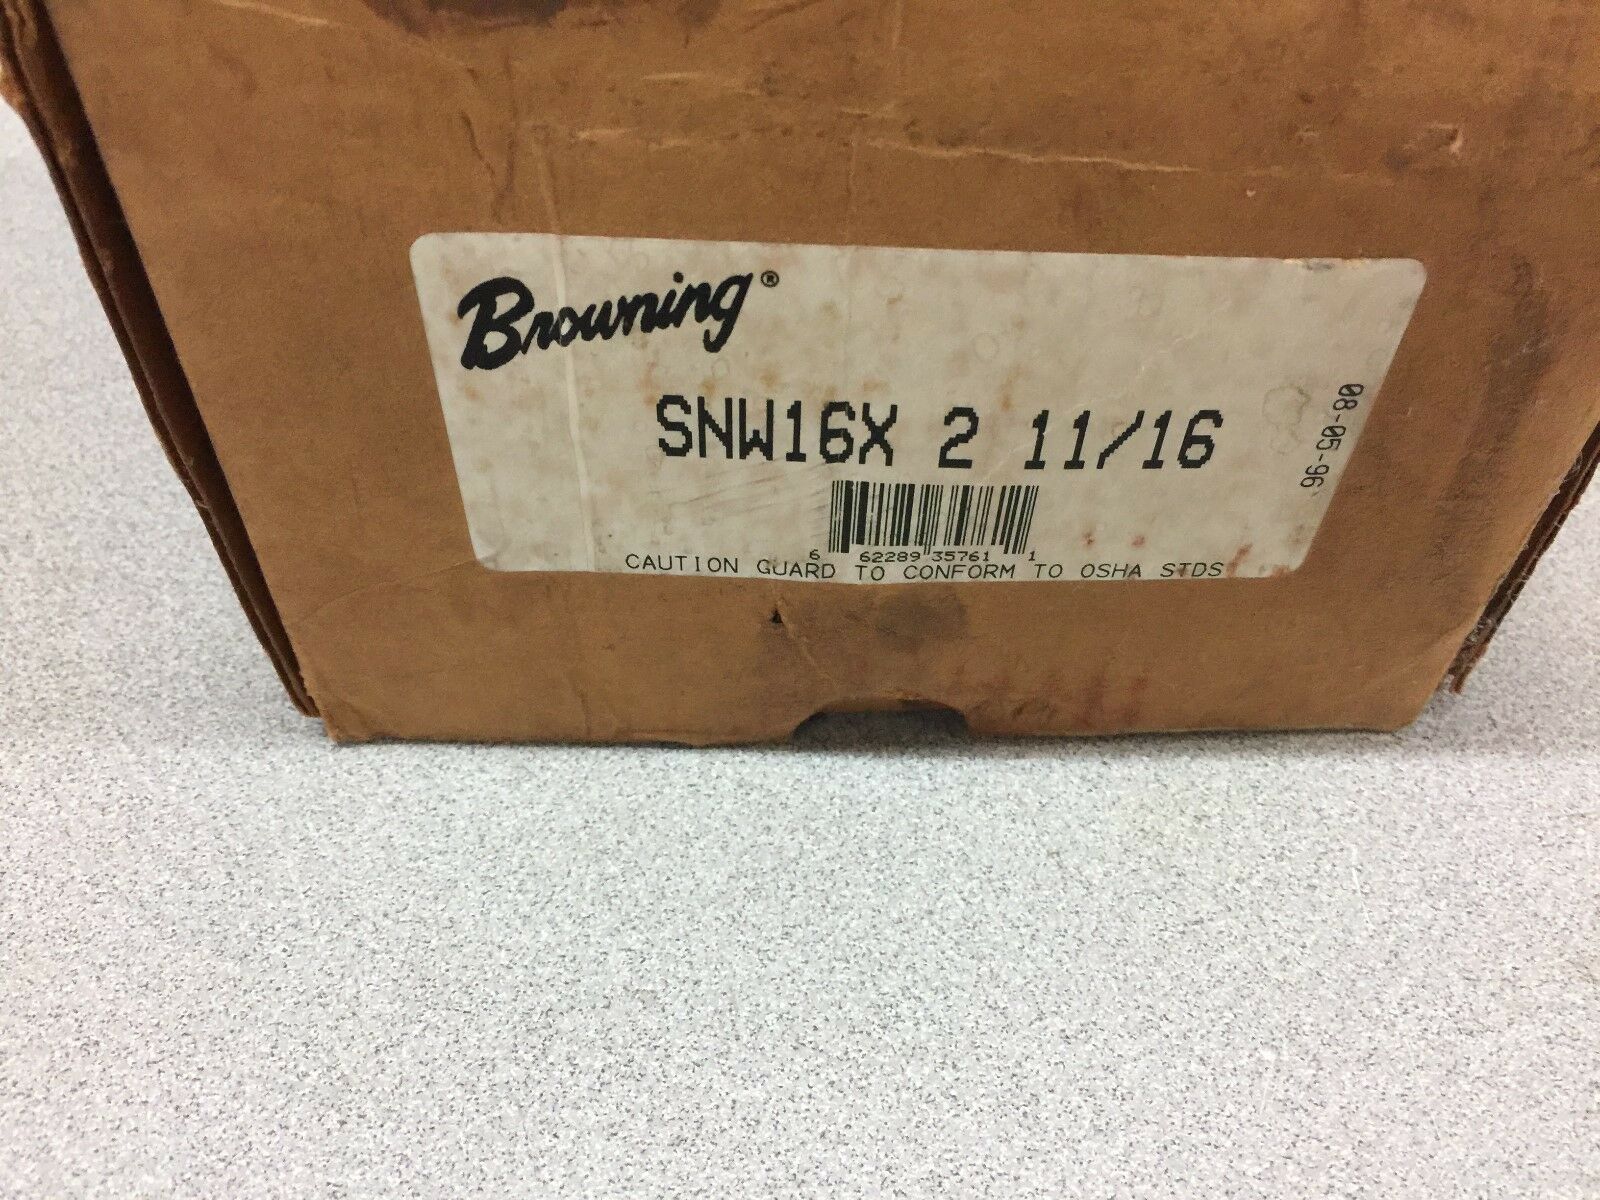 Browning®
SNW16X 2 11/16
08-05-96
6 62289 35761 1
CAUTION GUARD TO CONFORM TO OSHA STDS